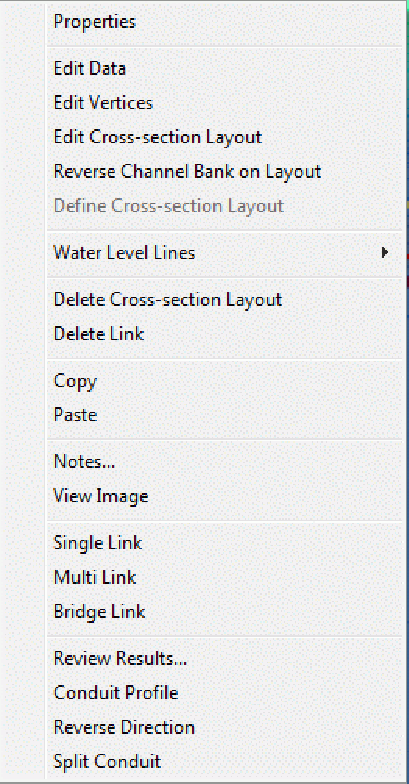 Properties
Edit Data
Edit Vertices
Edit Cross-section Layout
Reverse Channel Bank on Layout
Define Cross-section Layout
Water Level Lines
Delete Cross-section Layout
Delete Link
Copy
Paste
Notes...
View Image
Single Link
Multi Link
Bridge Link
Review Results...
Conduit Profile
Reverse Direction
Split Conduit